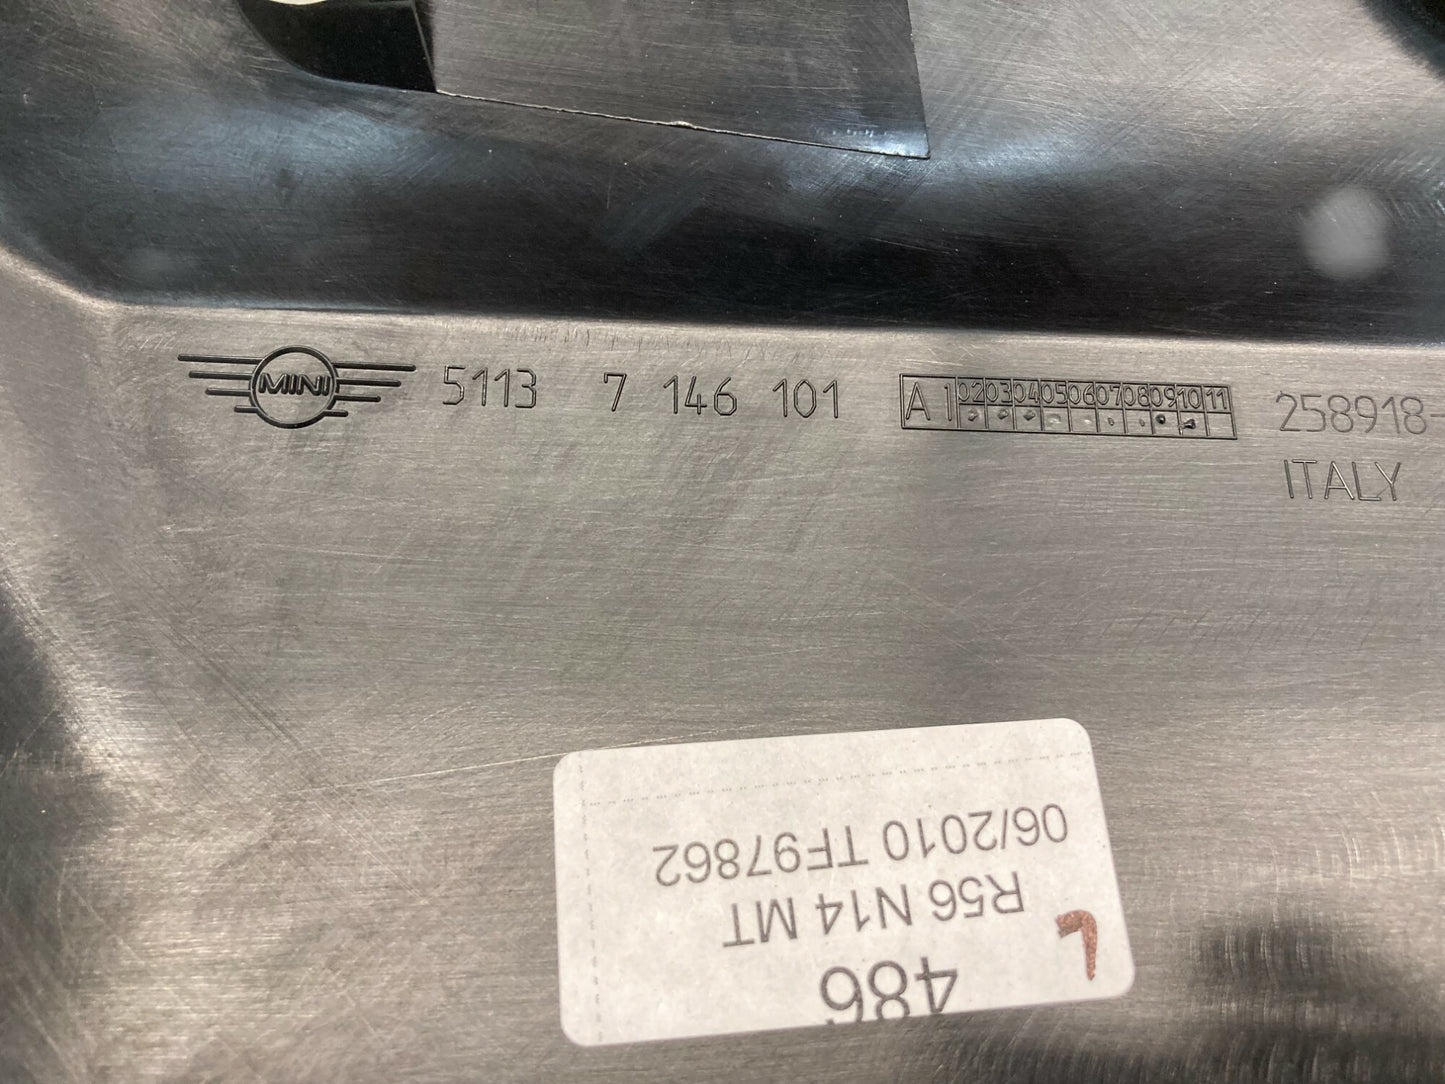 MINI 5113 7 146 101 A1 02 03 04 05 06 07 08 09 10 11 258918-
ITALY
486
R56 N14 MT
06/2010 TF97862
L